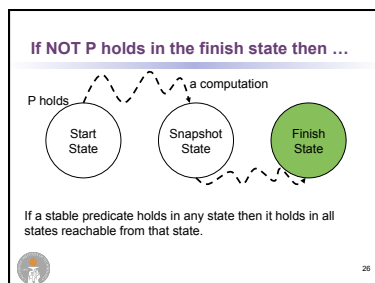 If NOT P holds in the finish state then …
a computation
P holds
Start
State
Snapshot
State
Finish
State
If a stable predicate holds in any state then it holds in all
states reachable from that state.
26